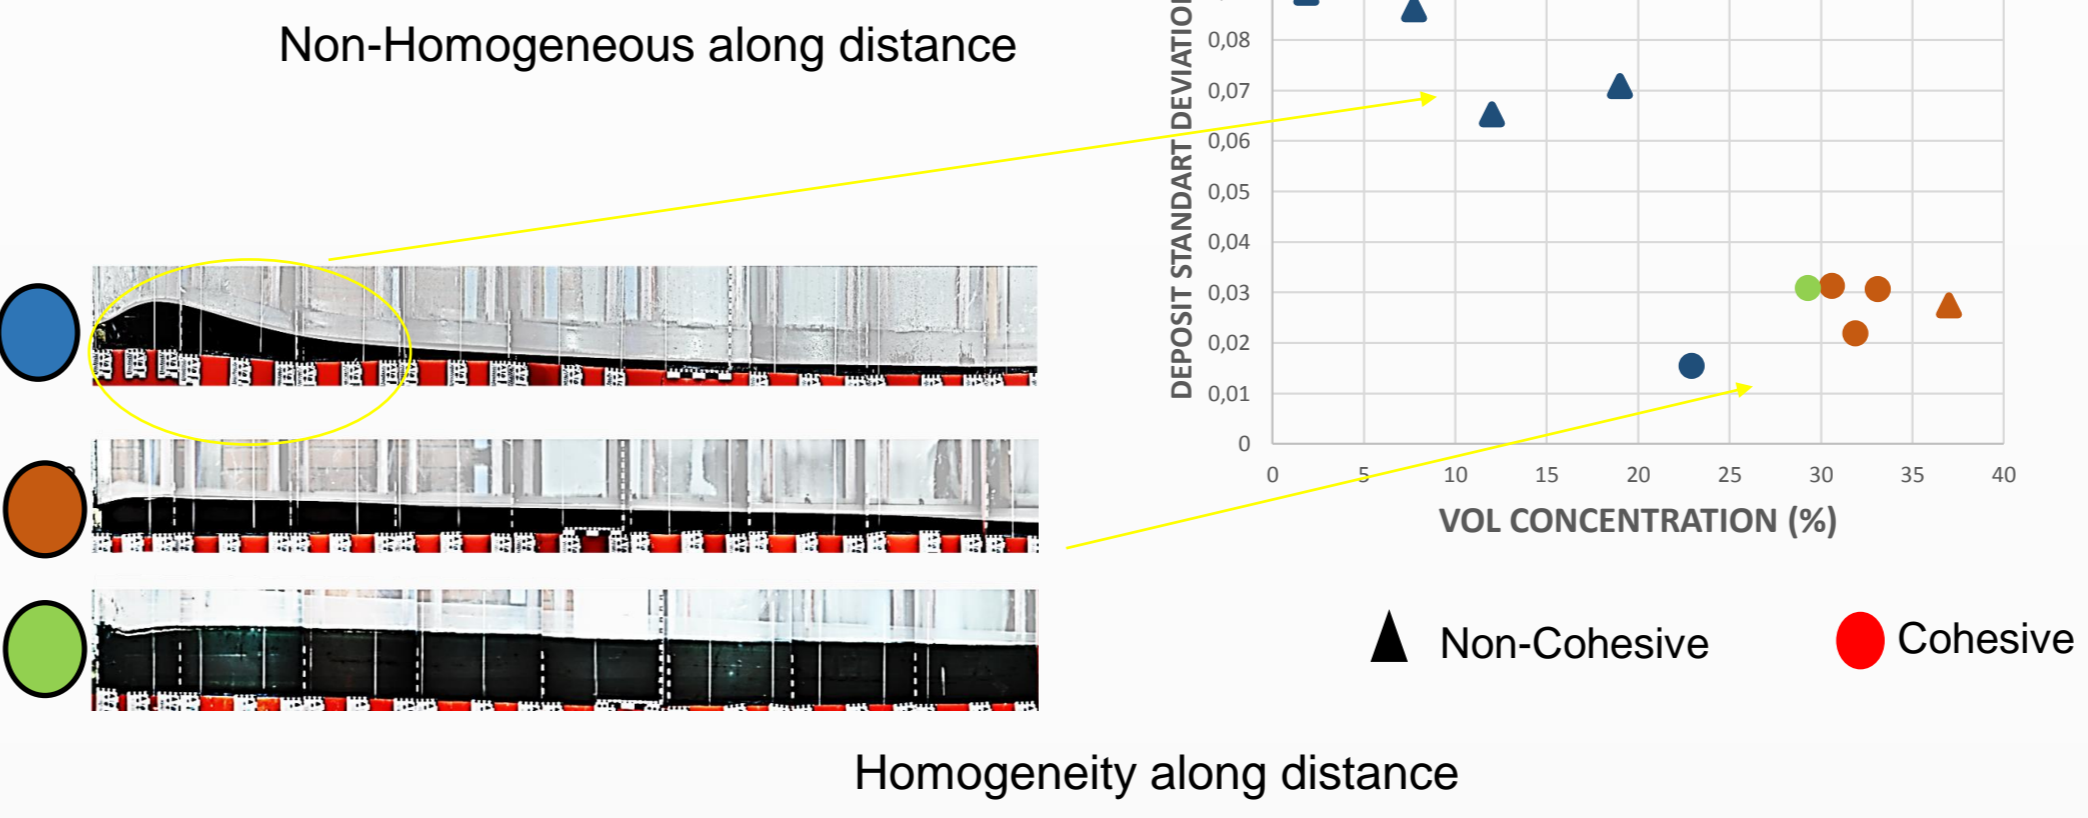 Non-Homogeneous along distance
DEPOSIT STANDART DEVIATION
0,08
0,07
0,06
0,05
0,04
0,03
0,02
0,01
0
0 5 10 15 20 25 30 35 40
VOL CONCENTRATION (%)
Non-Cohesive
Cohesive
Homogeneity along distance